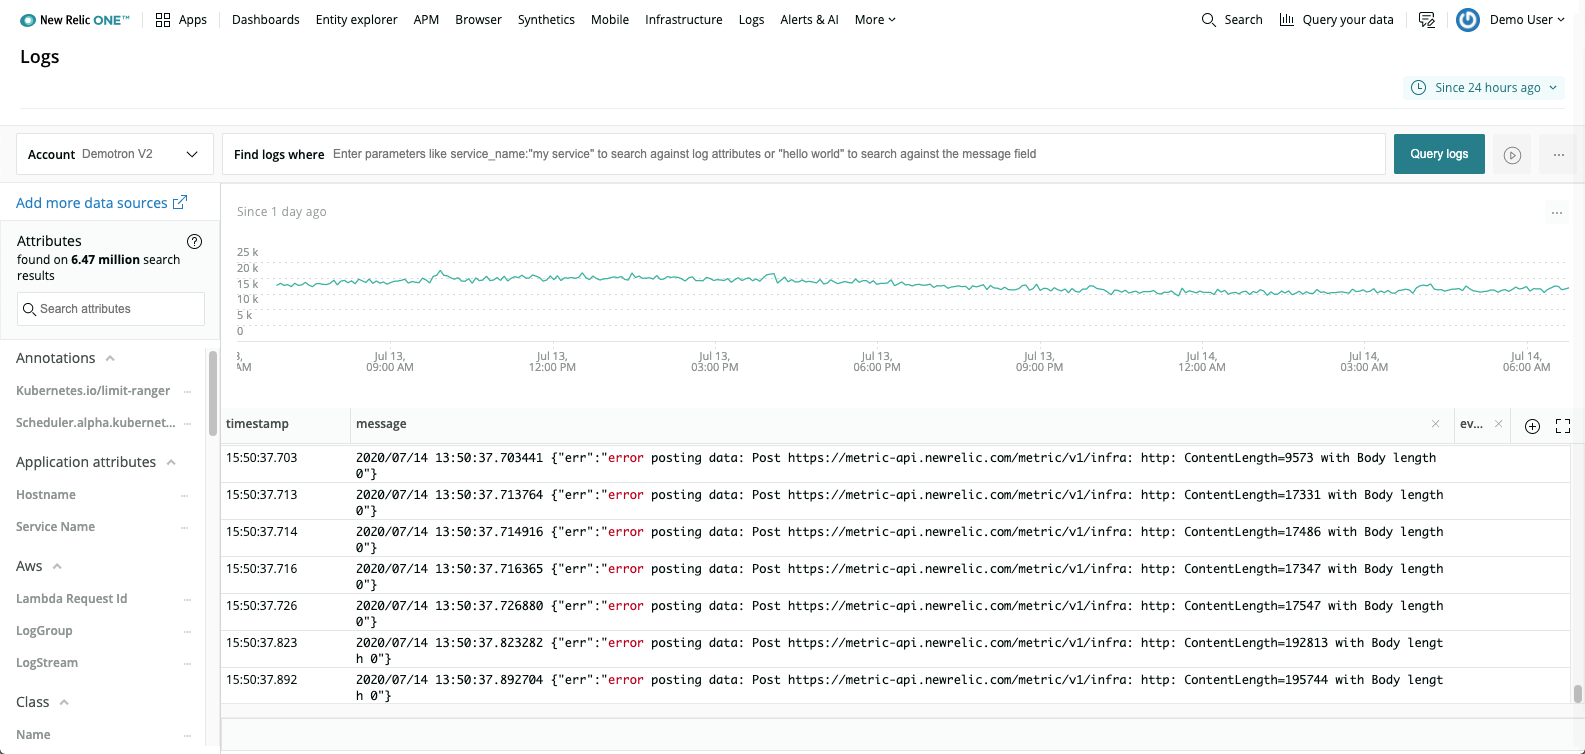 New Relic ONE™ Apps Dashboards Entity explorer APM Browser Synthetics Mobile Infrastructure Logs Alerts & AI More Search Query your data Demo User
Logs
Since 24 hours ago
Account Demotron V2 Find logs where Enter parameters like service_name:"my service" to search against log attributes or "hello world" to search against the message field Query logs ...
Add more data sources
Attributes
found on 6.47 million search
results
Search attributes
Annotations
Kubernetes.io/limit-ranger –
Scheduler.alpha.kubernet... –
Application attributes
Hostname –
Service Name –
Aws
Lambda Request Id –
LogGroup –
LogStream –
Class
Name –
Since 1 day ago ...
25 k
20 k
15 k
10 k
5 k
0
3, Jul 13, Jul 13, Jul 13, Jul 13, Jul 13, Jul 14, Jul 14, Jul 14,
AM 09:00 AM 12:00 PM 03:00 PM 06:00 PM 09:00 PM 12:00 AM 03:00 AM 06:00 AM
timestamp message ev...
15:50:37.703 2020/07/14 13:50:37.703441 {"err":"error posting data: Post https://metric-api.newrelic.com/metric/v1/infra: http: ContentLength=9573 with Body length
0"}
15:50:37.713 2020/07/14 13:50:37.713764 {"err":"error posting data: Post https://metric-api.newrelic.com/metric/v1/infra: http: ContentLength=17331 with Body length
0"}
15:50:37.714 2020/07/14 13:50:37.714916 {"err":"error posting data: Post https://metric-api.newrelic.com/metric/v1/infra: http: ContentLength=17486 with Body length
0"}
15:50:37.716 2020/07/14 13:50:37.716365 {"err":"error posting data: Post https://metric-api.newrelic.com/metric/v1/infra: http: ContentLength=17347 with Body length
0"}
15:50:37.726 2020/07/14 13:50:37.726880 {"err":"error posting data: Post https://metric-api.newrelic.com/metric/v1/infra: http: ContentLength=17547 with Body length
0"}
15:50:37.823 2020/07/14 13:50:37.823282 {"err":"error posting data: Post https://metric-api.newrelic.com/metric/v1/infra: http: ContentLength=192813 with Body lengt
h 0"}
15:50:37.892 2020/07/14 13:50:37.892704 {"err":"error posting data: Post https://metric-api.newrelic.com/metric/v1/infra: http: ContentLength=195744 with Body lengt
h 0"}